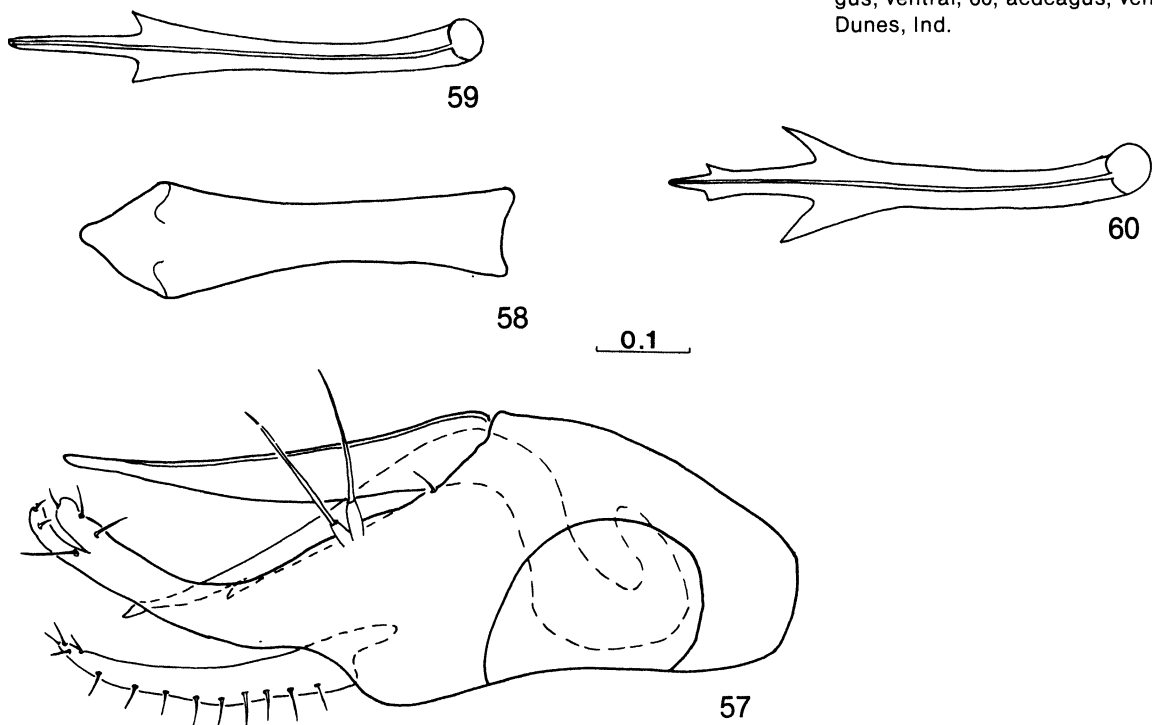 gus, ventral; 60, aedeagus, ven
Dunes, Ind.
59
60
58
0.1
57